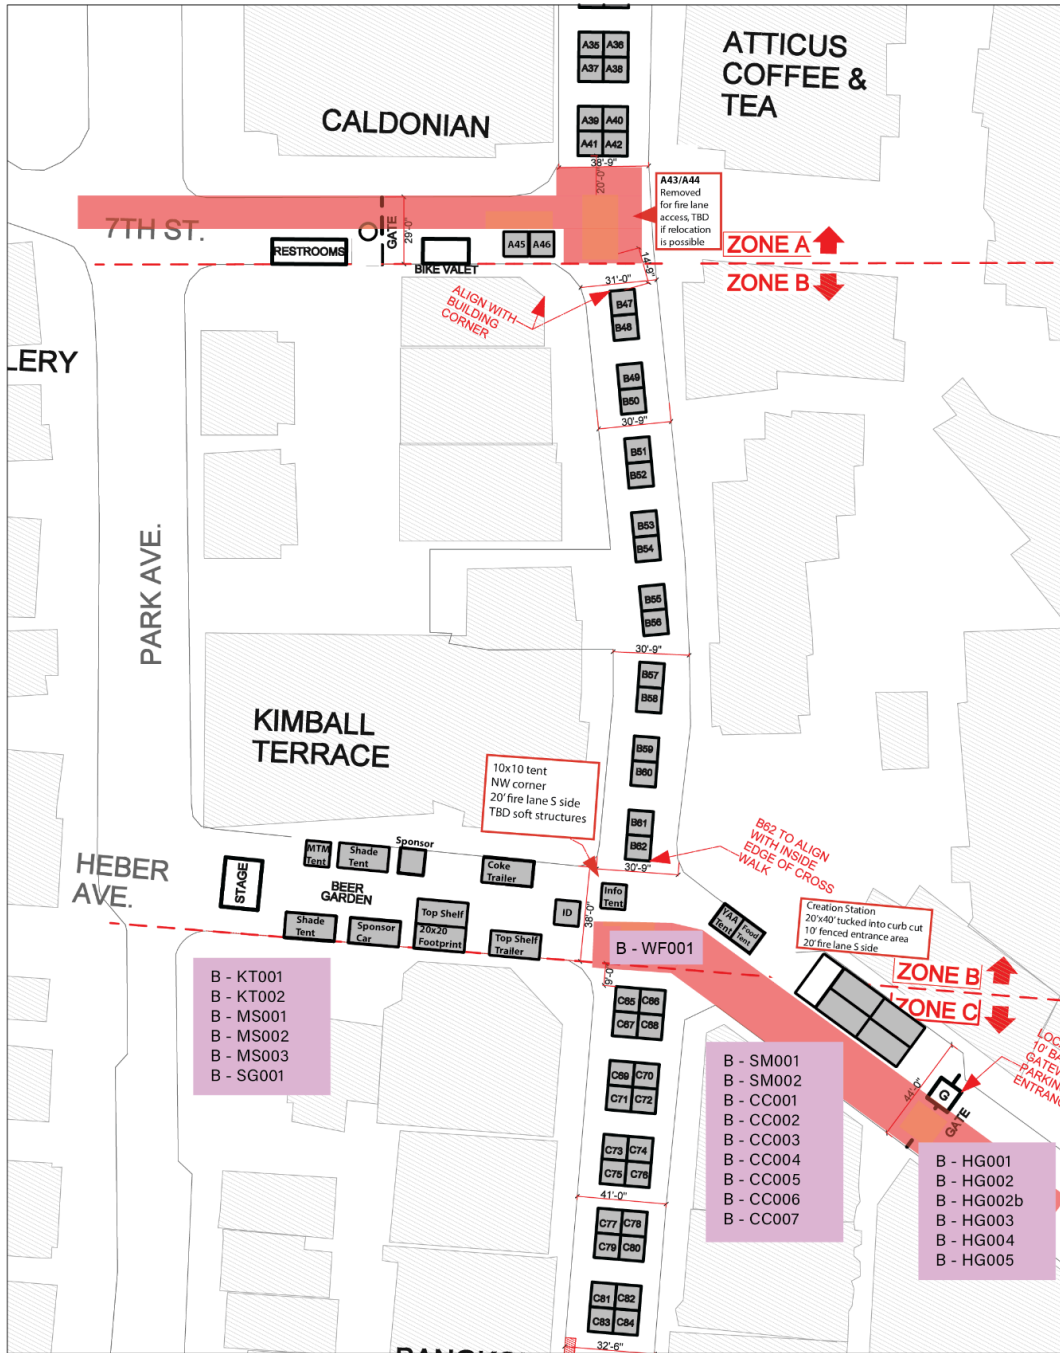 A35 A36
A37 A38
ATTICUS
COFFEE &
TEA
CALDONIAN
A39 A40
A41 A42
38'-9"
20'-0"
A43/A44
Removed
for fire lane
access, TBD
if relocation
is possible
7TH ST.
GATE
29'-0"
RESTROOMS
BIKE VALET
A45 A46
14'-9"
ZONE A
ZONE B
31'-0"
ALIGN WITH
BUILDING
CORNER
B47
B48
LERY
B49
B50
30'-9"
B51
B52
B53
B54
PARK AVE.
B55
B56
30'-9"
B57
B58
KIMBALL
TERRACE
B59
B60
10x10 tent
NW corner
20' fire lane S side
TBD soft structures
B61
B62
30'-9"
B62 TO ALIGN
WITH INSIDE
EDGE OF CROSS
WALK
HEBER
AVE.
STAGE
MTM
Tent
Shade
Tent
Sponsor
Coke
Trailer
BEER
GARDEN
Info
Tent
ID
38'-0"
Shade
Tent
Sponsor
Car
Top Shelf
20x20
Footprint
Top Shelf
Trailer
YAA
Tent
Food
Tent
Creation Station
20'x40' tucked into curb cut
10' fenced entrance area
20' fire lane S side
B - WF001
19'-0"
ZONE B
ZONE C
B - KT001
B - KT002
B - MS001
B - MS002
B - MS003
B - SG001
C65 C66
C67 C68
C69 C70
C71 C72
C73 C74
C75 C76
41'-0"
C77 C78
C79 C80
C81 C82
C83 C84
32'-6"
B - SM001
B - SM002
B - CC001
B - CC002
B - CC003
B - CC004
B - CC005
B - CC006
B - CC007
44'-0"
G
GATE
10' BA
GATEW
PARKIN
ENTRANC
B - HG001
B - HG002
B - HG002b
B - HG003
B - HG004
B - HG005